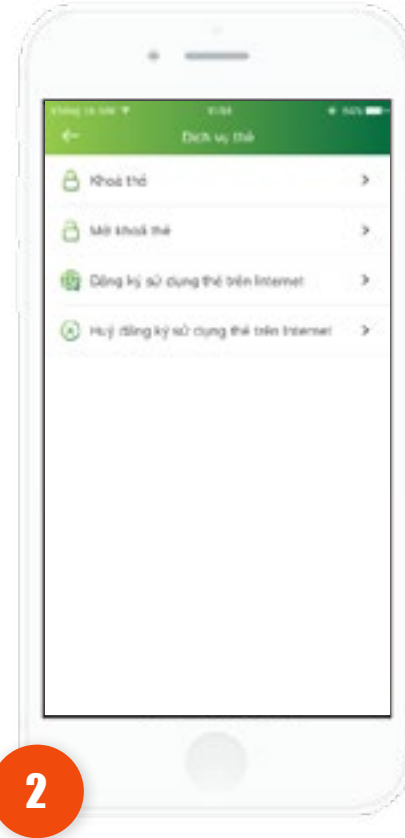 Dịch vụ thẻ
Khoá thẻ
Mở khoá thẻ
Đăng ký sử dụng thẻ trên Internet
Huỷ đăng ký sử dụng thẻ trên Internet
2